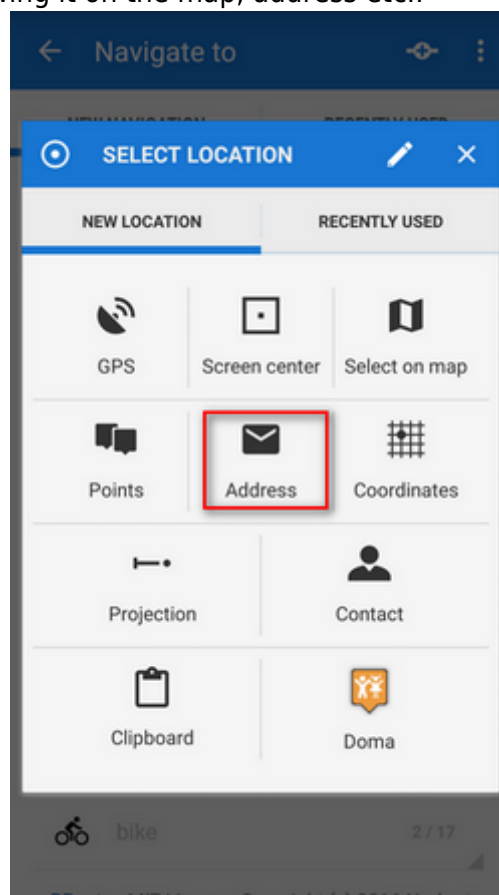 Navigate to
SELECT LOCATION
NEW LOCATION RECENTLY USED
GPS Screen center Select on map
Points Address Coordinates
Projection Contact
Clipboard Doma
bike 2/17